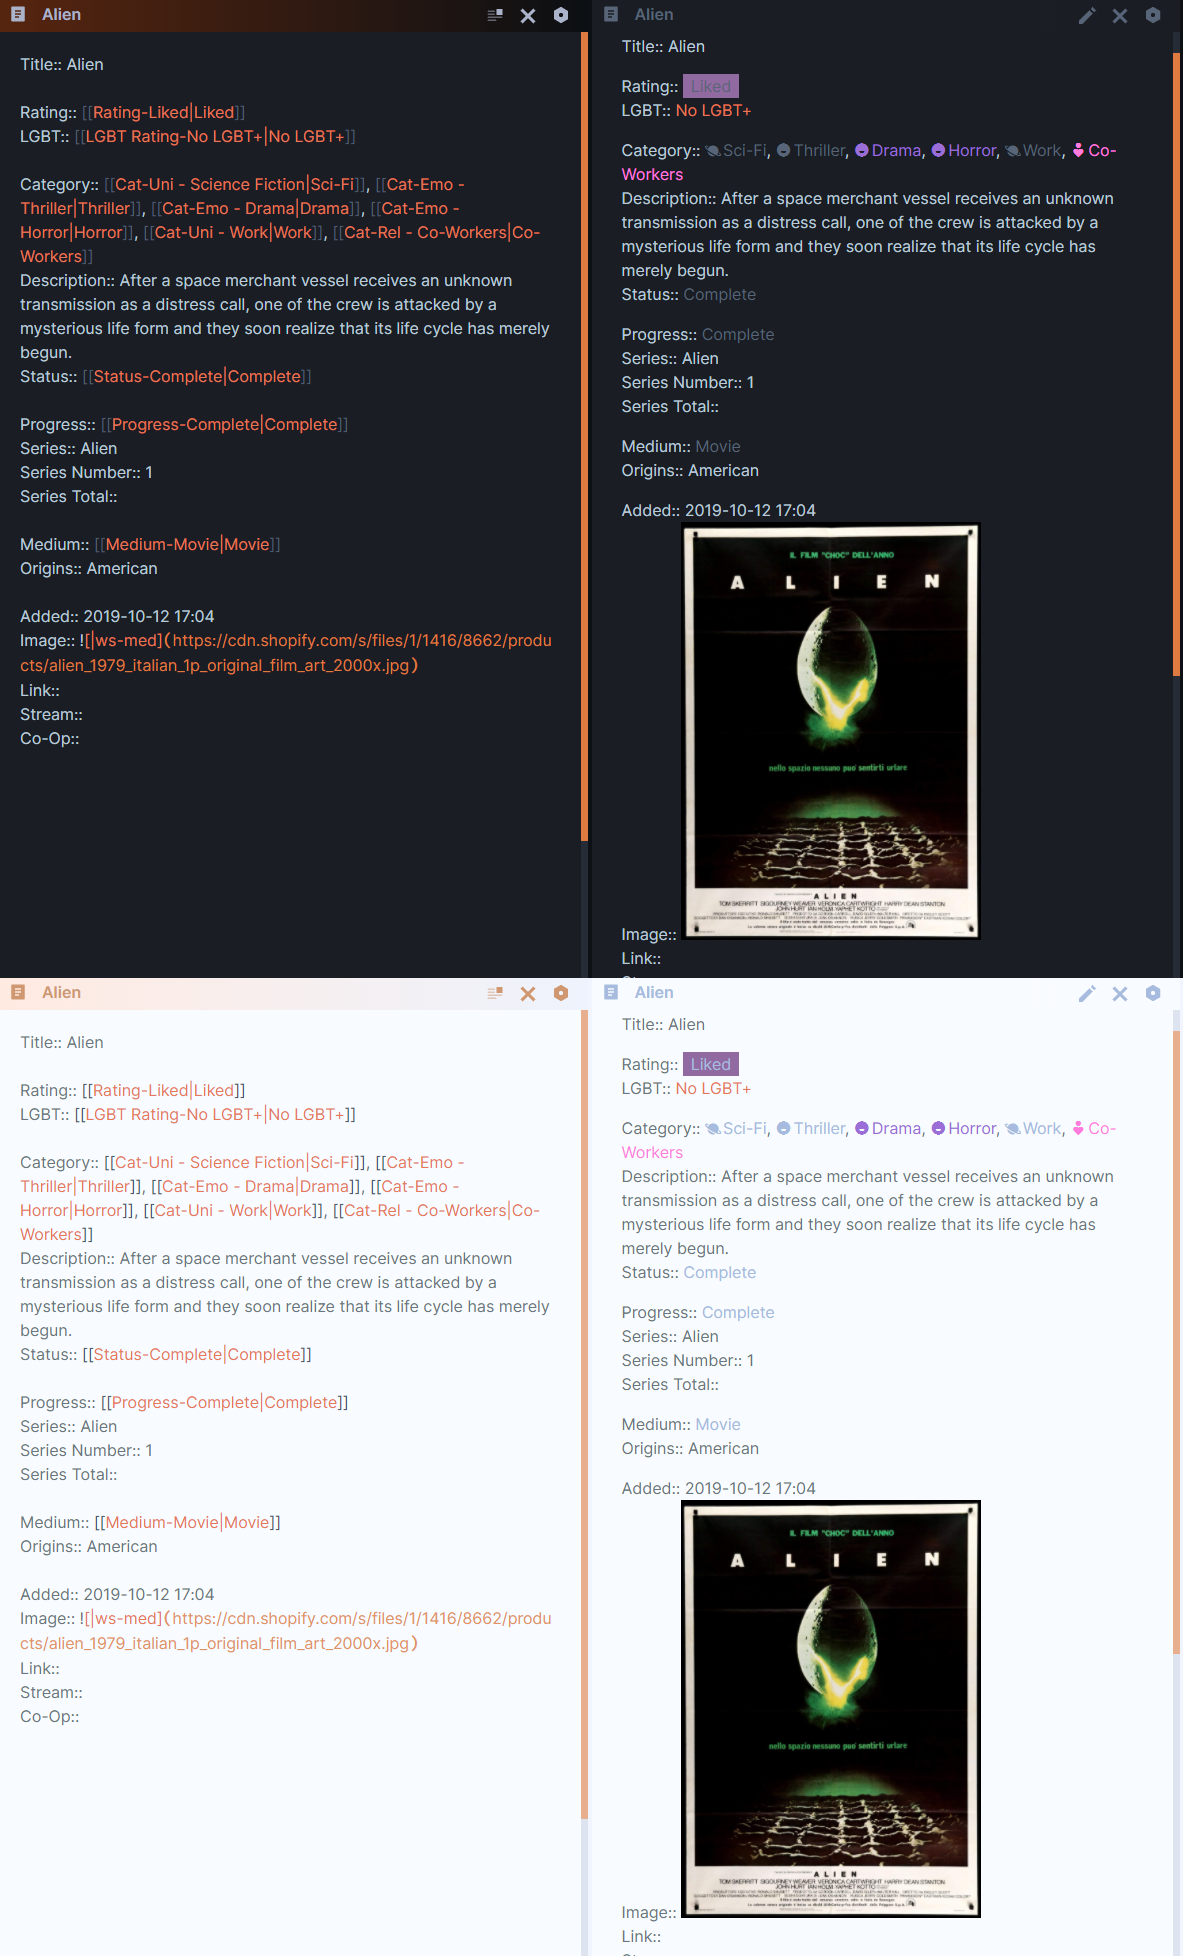 Alien
Title:: Alien
Rating:: [[Rating-Liked|Liked]]
LGBT:: [[LGBT Rating-No LGBT+|No LGBT+]]
Category:: [[Cat-Uni - Science Fiction|Sci-Fi]], [[Cat-Emo -
Thriller|Thriller]], [[Cat-Emo - Drama|Drama]], [[Cat-Emo -
Horror|Horror]], [[Cat-Uni - Work|Work]], [[Cat-Rel - Co-Workers|Co-
Workers]]
Description:: After a space merchant vessel receives an unknown
transmission as a distress call, one of the crew is attacked by a
mysterious life form and they soon realize that its life cycle has merely
begun.
Status:: [[Status-Complete|Complete]]
Progress:: [[Progress-Complete|Complete]]
Series:: Alien
Series Number:: 1
Series Total::
Medium:: [[Medium-Movie|Movie]]
Origins:: American
Added:: 2019-10-12 17:04
Image:: ![|ws-med](https://cdn.shopify.com/s/files/1/1416/8662/produ
cts/alien_1979_italian_1p_original_film_art_2000x.jpg)
Link::
Stream::
Co-Op::
Alien
Title:: Alien
Rating:: Liked
LGBT:: No LGBT+
Category:: Sci-Fi, Thriller, Drama, Horror, Work, Co-
Workers
Description:: After a space merchant vessel receives an unknown
transmission as a distress call, one of the crew is attacked by a
mysterious life form and they soon realize that its life cycle has
merely begun.
Status:: Complete
Progress:: Complete
Series:: Alien
Series Number:: 1
Series Total::
Medium:: Movie
Origins:: American
Added:: 2019-10-12 17:04
IL FILM "CHOC" DELL'ANNO
A L I E N
nello spazio nessuno può sentirti urlare
ALIEN
TOM SKERRITT SIGOURNEY WEAVER VERONICA CARTWRIGHT HARRY DEAN STANTON
JOHN HURT IAN HOLM YAPHET KOTTO
Image::
Link::
Alien
Title:: Alien
Rating:: [[Rating-Liked|Liked]]
LGBT:: [[LGBT Rating-No LGBT+|No LGBT+]]
Category:: [[Cat-Uni - Science Fiction|Sci-Fi]], [[Cat-Emo -
Thriller|Thriller]], [[Cat-Emo - Drama|Drama]], [[Cat-Emo -
Horror|Horror]], [[Cat-Uni - Work|Work]], [[Cat-Rel - Co-Workers|Co-
Workers]]
Description:: After a space merchant vessel receives an unknown
transmission as a distress call, one of the crew is attacked by a
mysterious life form and they soon realize that its life cycle has merely
begun.
Status:: [[Status-Complete|Complete]]
Progress:: [[Progress-Complete|Complete]]
Series:: Alien
Series Number:: 1
Series Total::
Medium:: [[Medium-Movie|Movie]]
Origins:: American
Added:: 2019-10-12 17:04
Image:: ![|ws-med](https://cdn.shopify.com/s/files/1/1416/8662/produ
cts/alien_1979_italian_1p_original_film_art_2000x.jpg)
Link::
Stream::
Co-Op::
Alien
Title:: Alien
Rating:: Liked
LGBT:: No LGBT+
Category:: Sci-Fi, Thriller, Drama, Horror, Work, Co-
Workers
Description:: After a space merchant vessel receives an unknown
transmission as a distress call, one of the crew is attacked by a
mysterious life form and they soon realize that its life cycle has
merely begun.
Status:: Complete
Progress:: Complete
Series:: Alien
Series Number:: 1
Series Total::
Medium:: Movie
Origins:: American
Added:: 2019-10-12 17:04
IL FILM "CHOC" DELL'ANNO
A L I E N
nello spazio nessuno può sentirti urlare
ALIEN
TOM SKERRITT SIGOURNEY WEAVER VERONICA CARTWRIGHT HARRY DEAN STANTON
JOHN HURT IAN HOLM YAPHET KOTTO
Image::
Link::